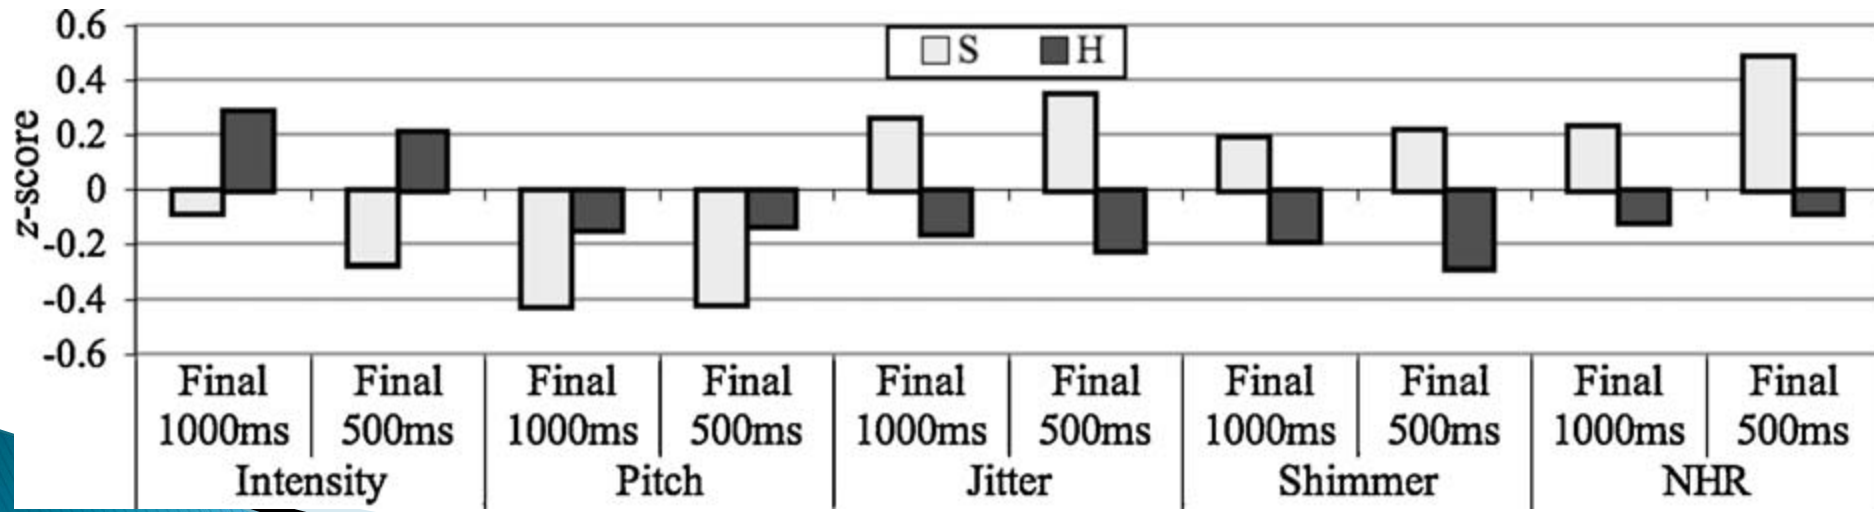 0.6
0.4
0.2
0
-0.2
-0.4
-0.6
z-score
S H
Final Final Final Final Final Final Final Final Final Final
1000ms 500ms 1000ms 500ms 1000ms 500ms 1000ms 500ms 1000ms 500ms
Intensity Pitch Jitter Shimmer NHR